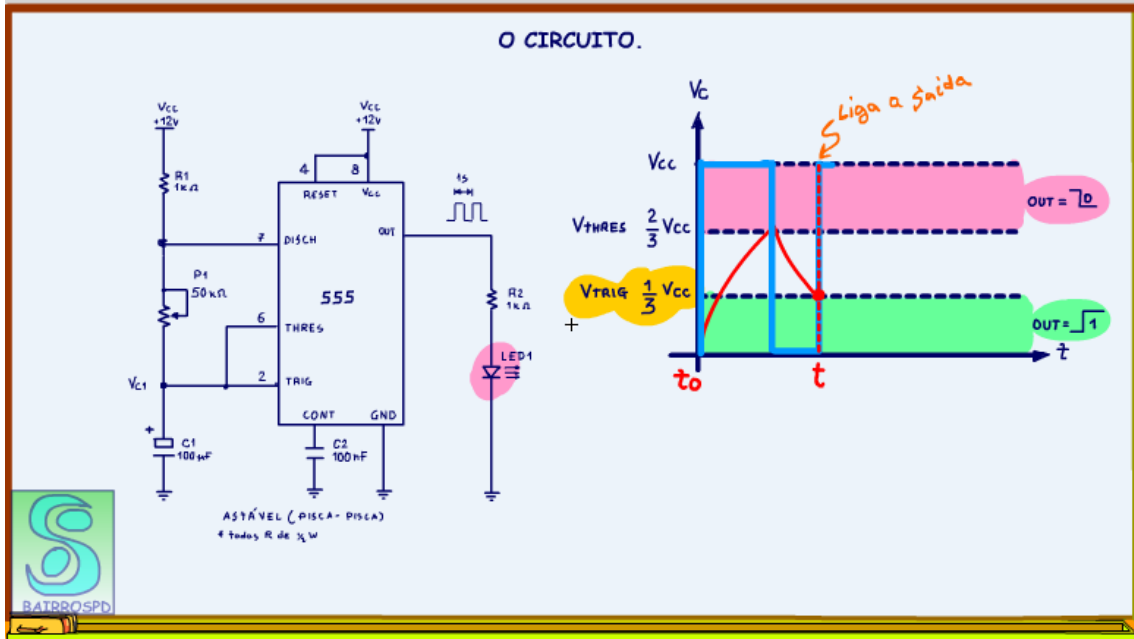 O CIRCUITO.
Vcc
+12v
R1
1KΩ
P1
50KΩ
VC1
+
C1
100µF
Vcc
+12v
4
8
RESET
Vcc
7
DISCH
OUT
555
6
THRES
2
TRIG
CONT
GND
C2
100nF
1s
R2
1KΩ
LED1
ASTÁVEL (PISCA-PISCA)
* todos R de ¼ W
Vc
Liga a saída
Vcc
OUT = 0
VTHRES 2/3 Vcc
VTRIG 1/3 Vcc
OUT = 1
t
to
t
BAIRROSPD